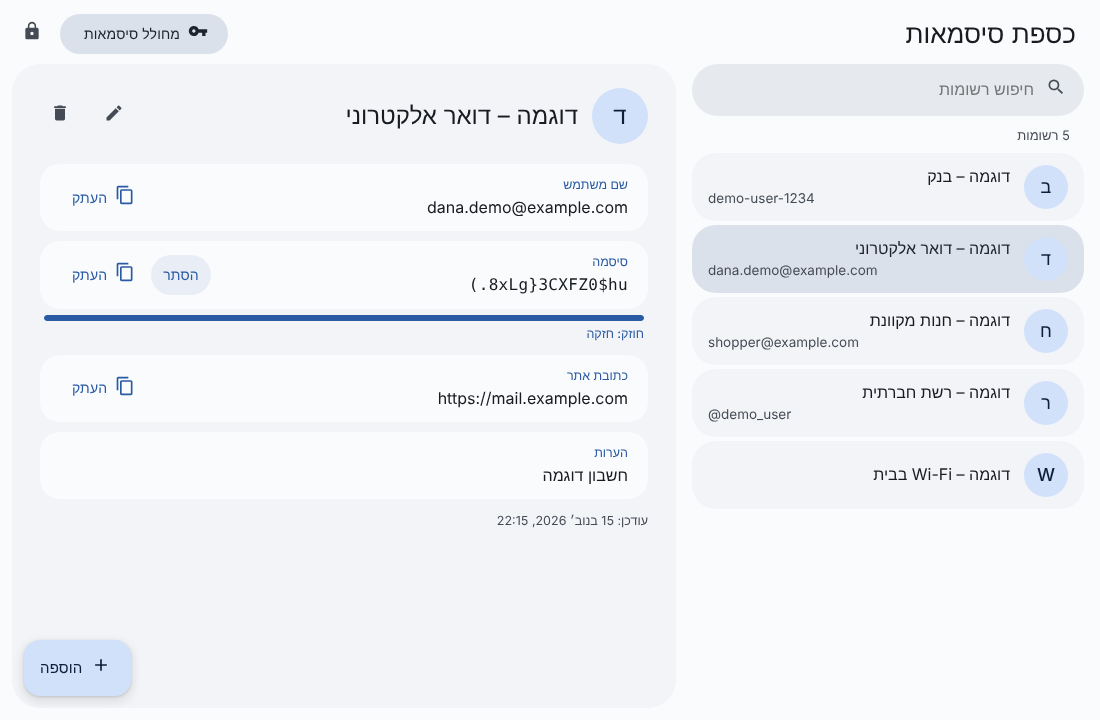 כספת סיסמאות
מחולל סיסמאות
חיפוש רשומות
5 רשומות
ב
דוגמה – בנק
demo-user-1234
ד
דוגמה – דואר אלקטרוני
dana.demo@example.com
ח
דוגמה – חנות מקוונת
shopper@example.com
ר
דוגמה – רשת חברתית
@demo_user
W
דוגמה – Wi-Fi בבית
ד
דוגמה – דואר אלקטרוני
שם משתמש
dana.demo@example.com
העתק
סיסמה
(.8xLg}3CXFZ0$hu
הסתר
העתק
חוזק: חזקה
כתובת אתר
https://mail.example.com
העתק
הערות
חשבון דוגמה
עודכן: 15 בנוב׳ 2026, 22:15
הוספה